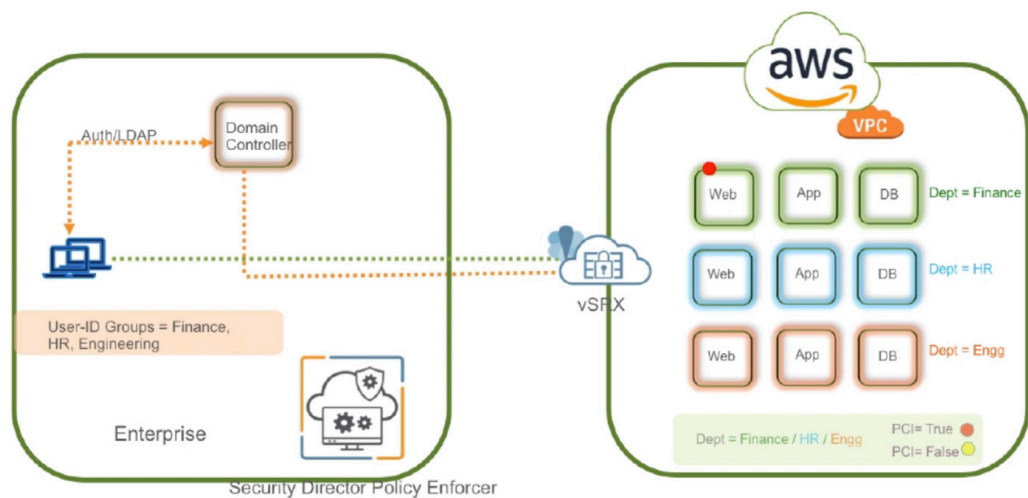 aws
VPC
Auth/LDAP
Domain
Controller
Web
App
DB
Dept = Finance
Web
App
DB
Dept = HR
vSRX
User-ID Groups = Finance,
HR, Engineering
Web
App
DB
Dept = Engg
Enterprise
Dept = Finance / HR / Engg
PCI= True
PCI= False
Security Director Policy Enforcer